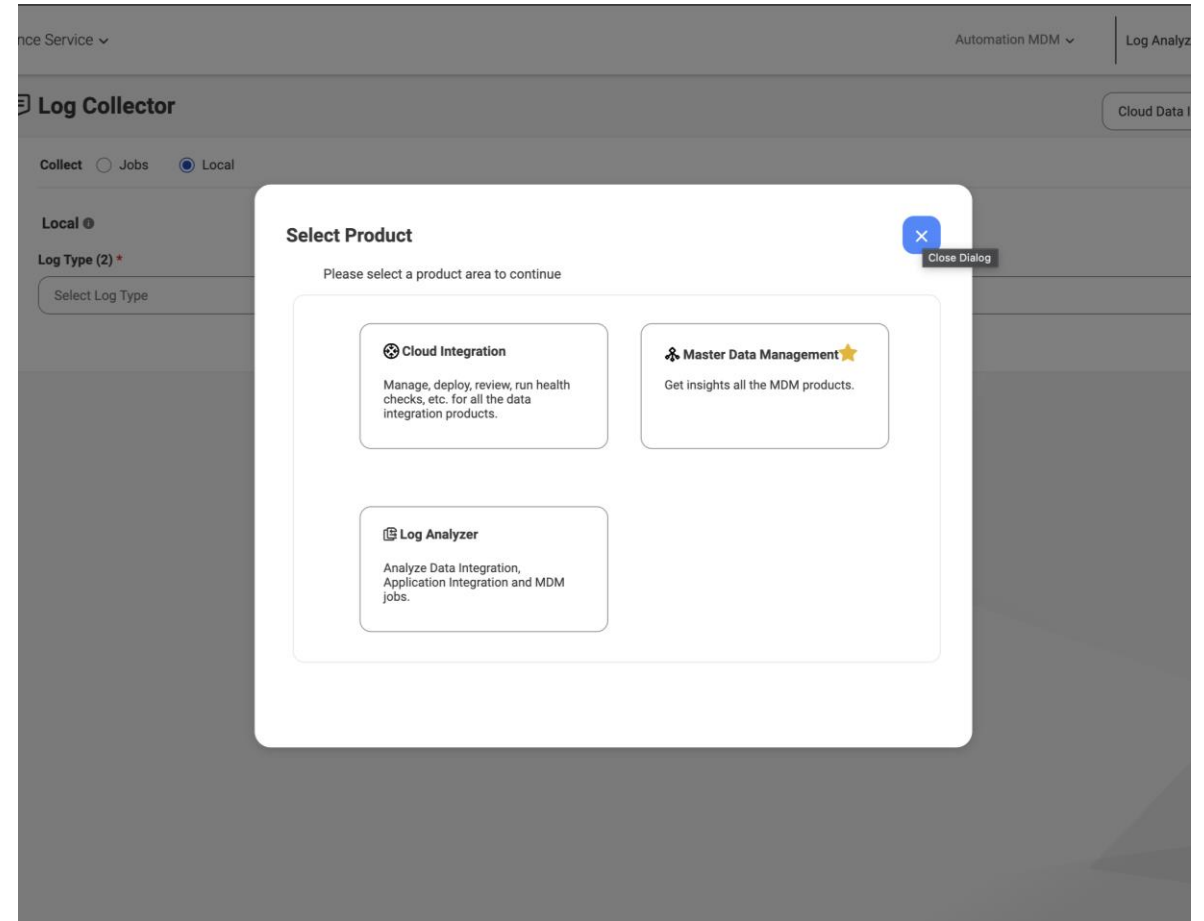 nce Service
Automation MDM
Log Analyz
Log Collector
Cloud Data I
Collect Jobs Local
Local
Log Type (2) *
Select Log Type
Select Product
Close Dialog
Please select a product area to continue
Cloud Integration
Manage, deploy, review, run health
checks, etc. for all the data
integration products.
Master Data Management
Get insights all the MDM products.
Log Analyzer
Analyze Data Integration,
Application Integration and MDM
jobs.